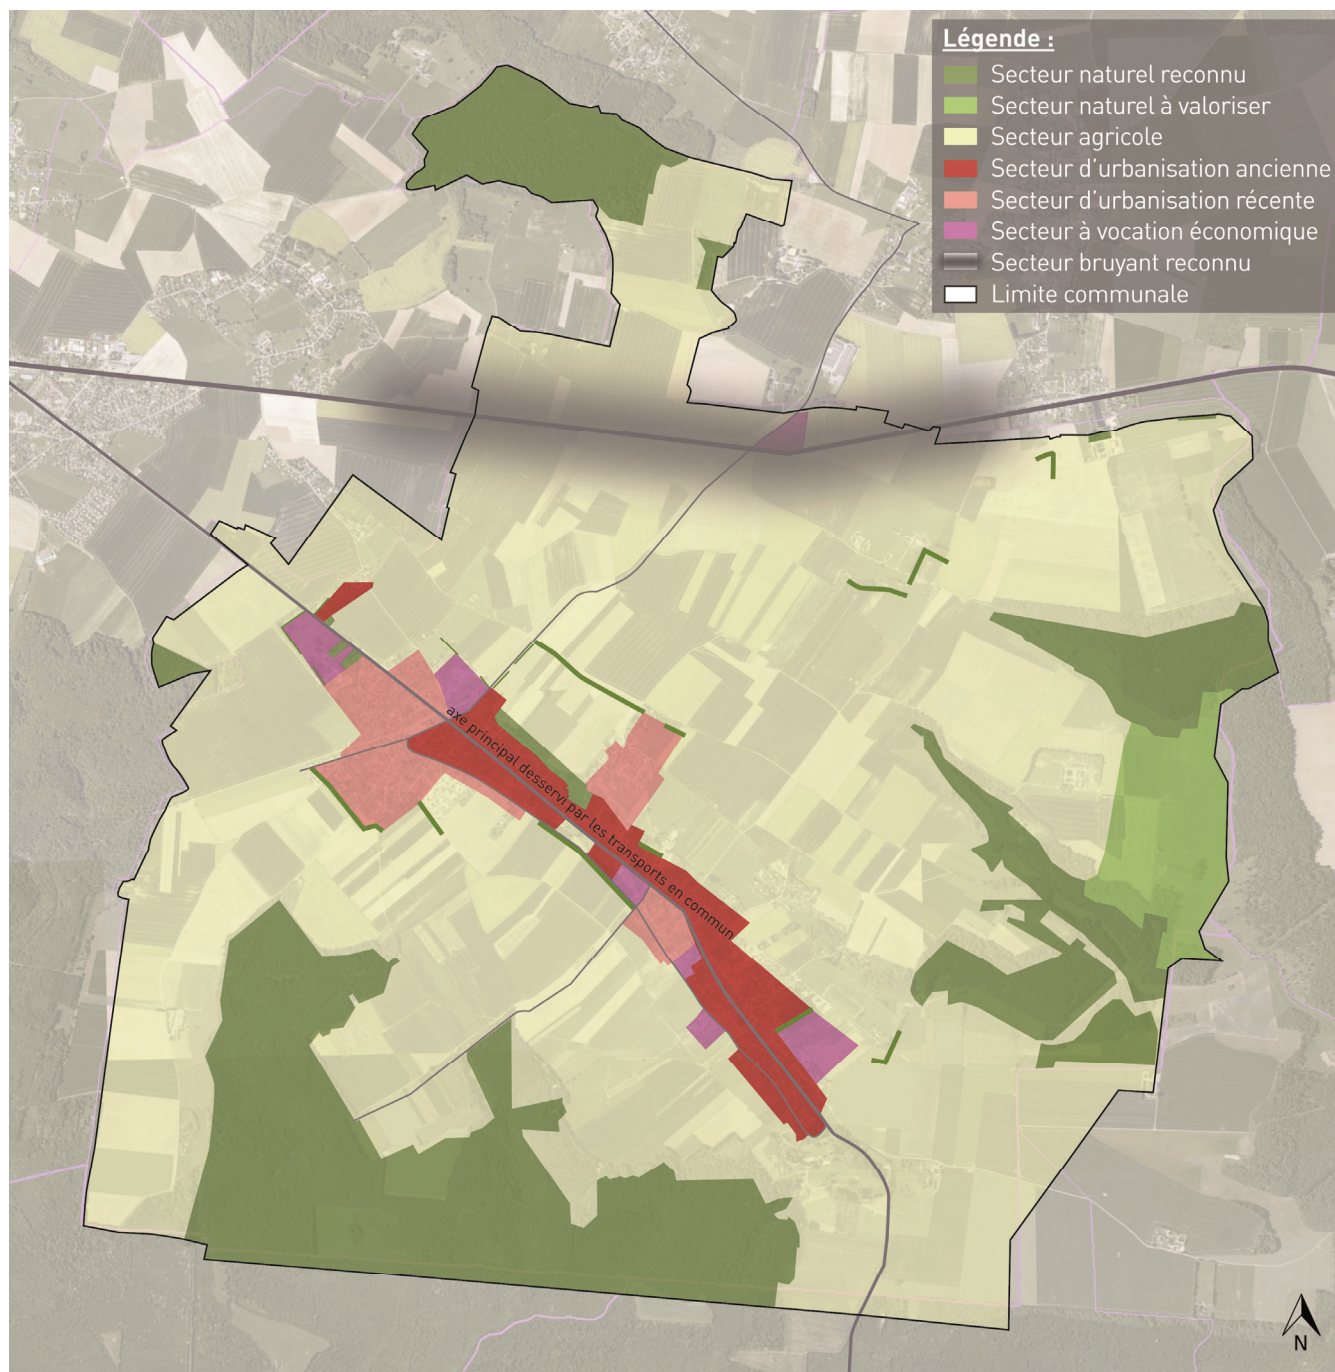 Légende :
Secteur naturel reconnu
Secteur naturel à valoriser
Secteur agricole
Secteur d'urbanisation ancienne
Secteur d'urbanisation récente
Secteur à vocation économique
Secteur bruyant reconnu
Limite communale
axe principal desservi par les transports en commun
N